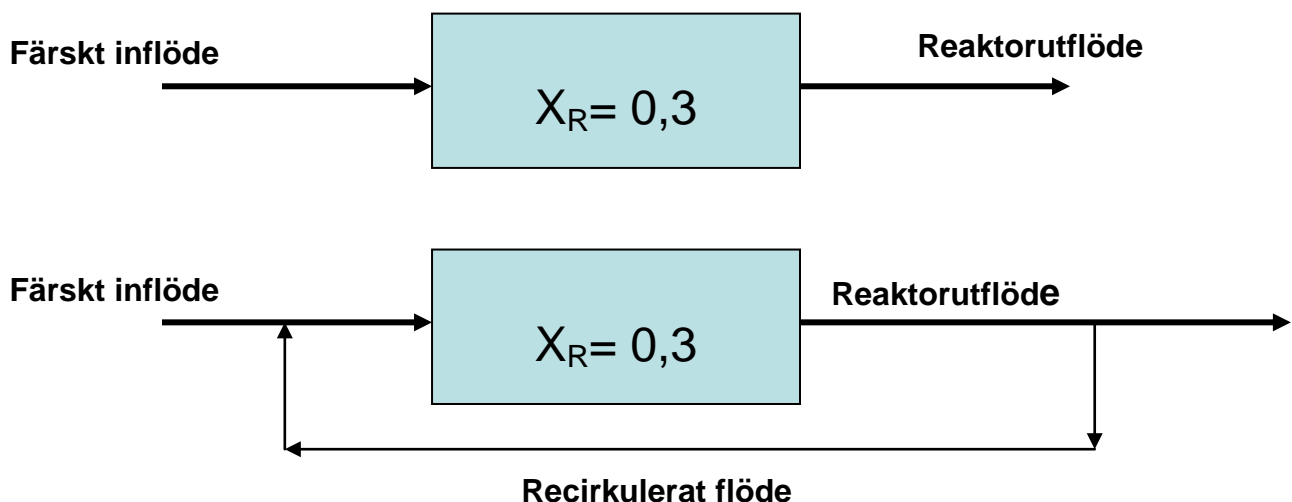 Färskt inflöde
Reaktorutflöde
X_R= 0,3
Färskt inflöde
Reaktorutflöde
X_R= 0,3
Recirkulerat flöde